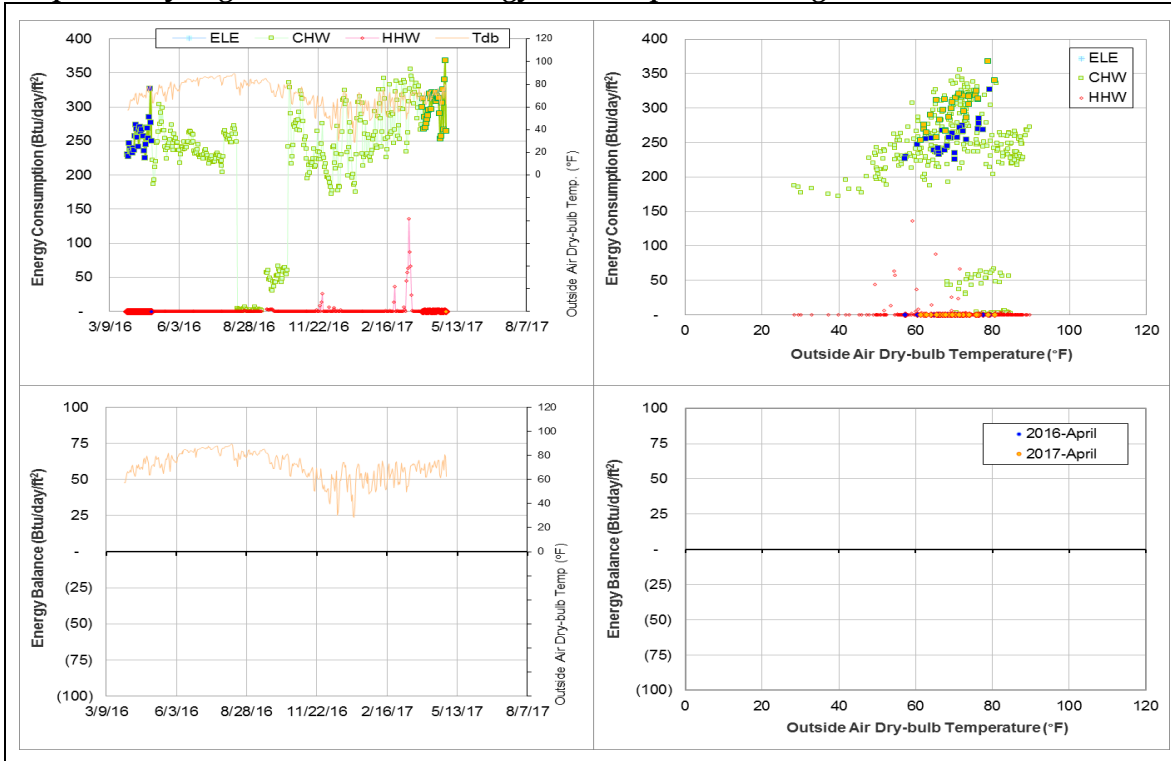 ELE CHW HHW Tdb
Energy Consumption (Btu/day/ft²)
400
350
300
250
200
150
100
50
-
120
100
80
60
40
20
0
Outside Air Dry-bulb Temp. (°F)
3/9/16 6/3/16 8/28/16 11/22/16 2/16/17 5/13/17 8/7/17
ELE
CHW
HHW
Energy Consumption (Btu/day/ft²)
400
350
300
250
200
150
100
50
-
0 20 40 60 80 100 120
Outside Air Dry-bulb Temperature (°F)
Energy Balance (Btu/day/ft²)
100
75
50
25
-
(25)
(50)
(75)
(100)
120
100
80
60
40
20
0
Outside Air Dry-bulb Temp (°F)
3/9/16 6/3/16 8/28/16 11/22/16 2/16/17 5/13/17 8/7/17
2016-April
2017-April
Energy Balance (Btu/day/ft²)
100
75
50
25
-
(25)
(50)
(75)
(100)
0 20 40 60 80 100 120
Outside Air Dry-bulb Temperature (°F)